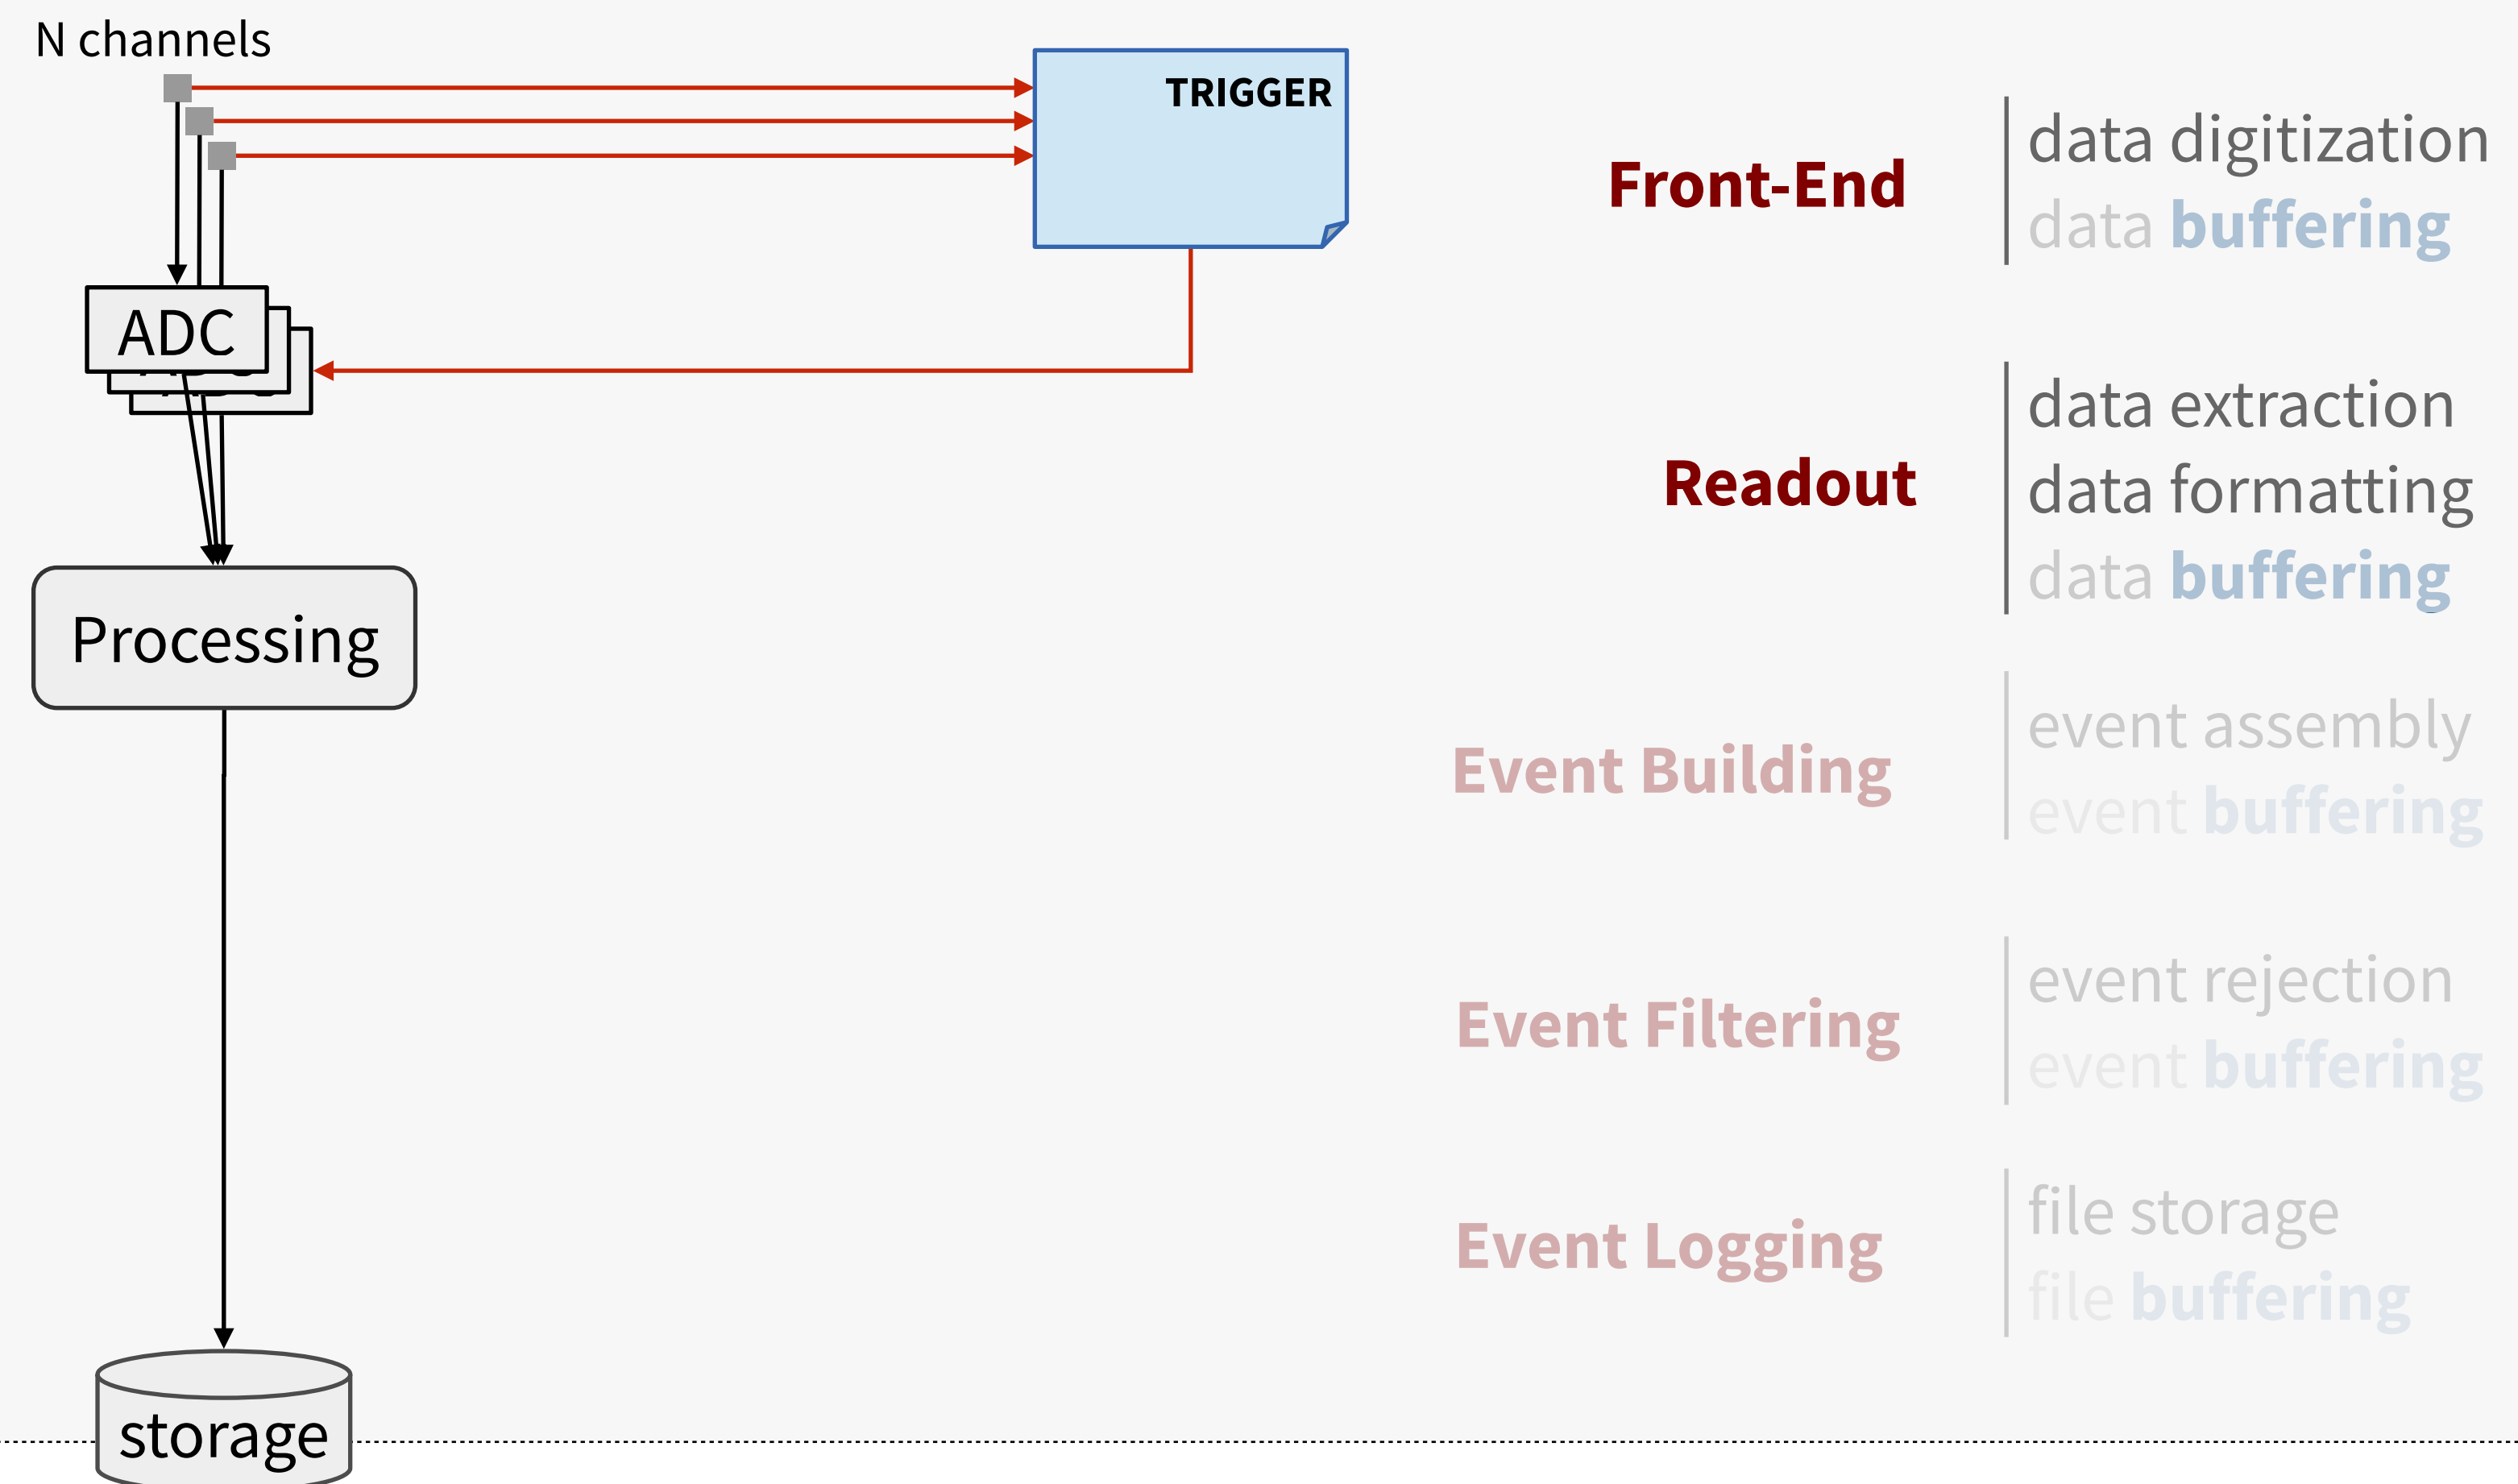 N channels
TRIGGER
ADC
Processing
storage
Front-End
data digitization
data buffering
Readout
data extraction
data formatting
data buffering
Event Building
event assembly
event buffering
Event Filtering
event rejection
event buffering
Event Logging
file storage
file buffering